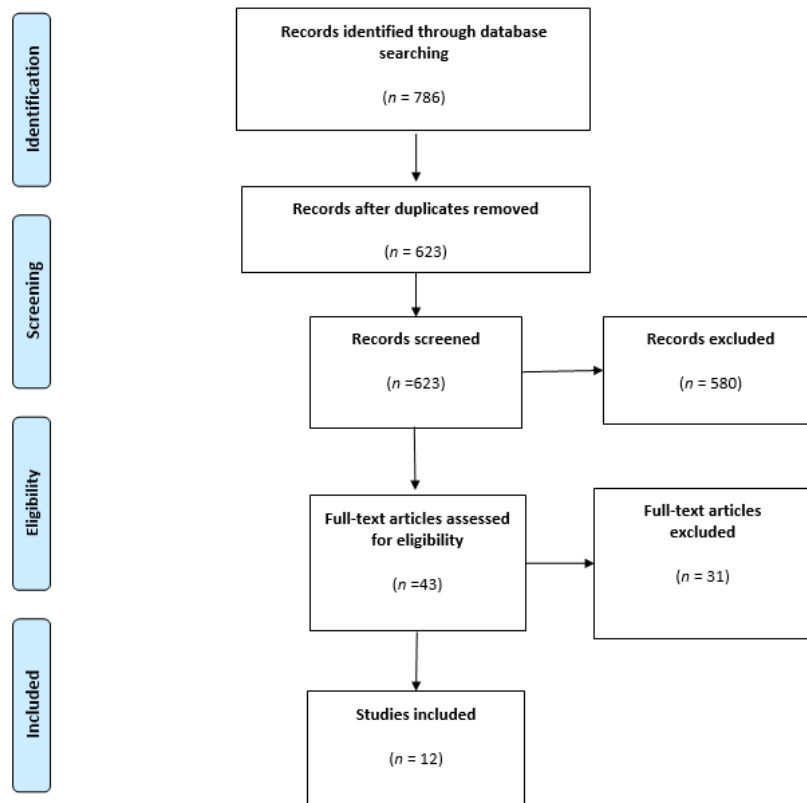 Identification
Records identified through database
searching
(n = 786)
Records after duplicates removed
(n = 623)
Screening
Records screened
(n =623)
Records excluded
(n = 580)
Eligibility
Full-text articles assessed
for eligibility
(n =43)
Full-text articles
excluded
(n = 31)
Included
Studies included
(n = 12)